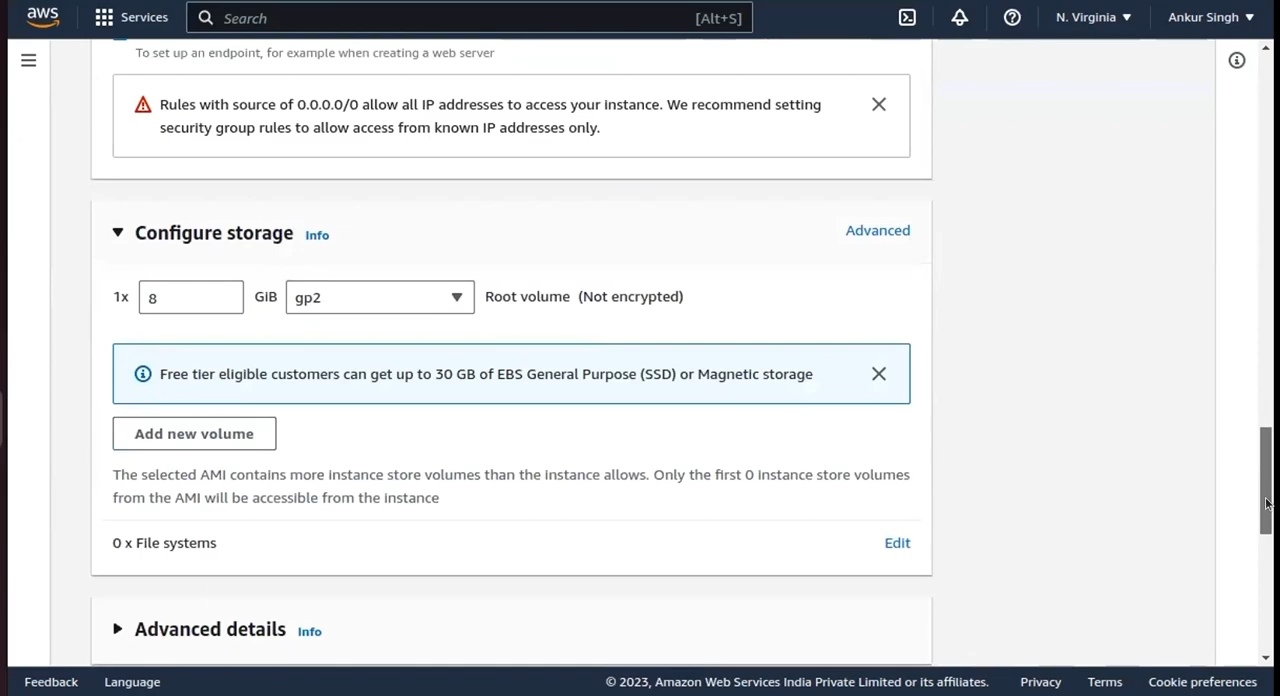 aws
Services
Search
[Alt+S]
N. Virginia
Ankur Singh
To set up an endpoint, for example when creating a web server
Rules with source of 0.0.0.0/0 allow all IP addresses to access your instance. We recommend setting
security group rules to allow access from known IP addresses only.
Configure storage Info
Advanced
1x 8 GiB gp2 Root volume (Not encrypted)
Free tier eligible customers can get up to 30 GB of EBS General Purpose (SSD) or Magnetic storage
Add new volume
The selected AMI contains more instance store volumes than the instance allows. Only the first 0 instance store volumes
from the AMI will be accessible from the instance
0 x File systems
Edit
Advanced details Info
Feedback
Language
© 2023, Amazon Web Services India Private Limited or its affiliates.
Privacy
Terms
Cookie preferences